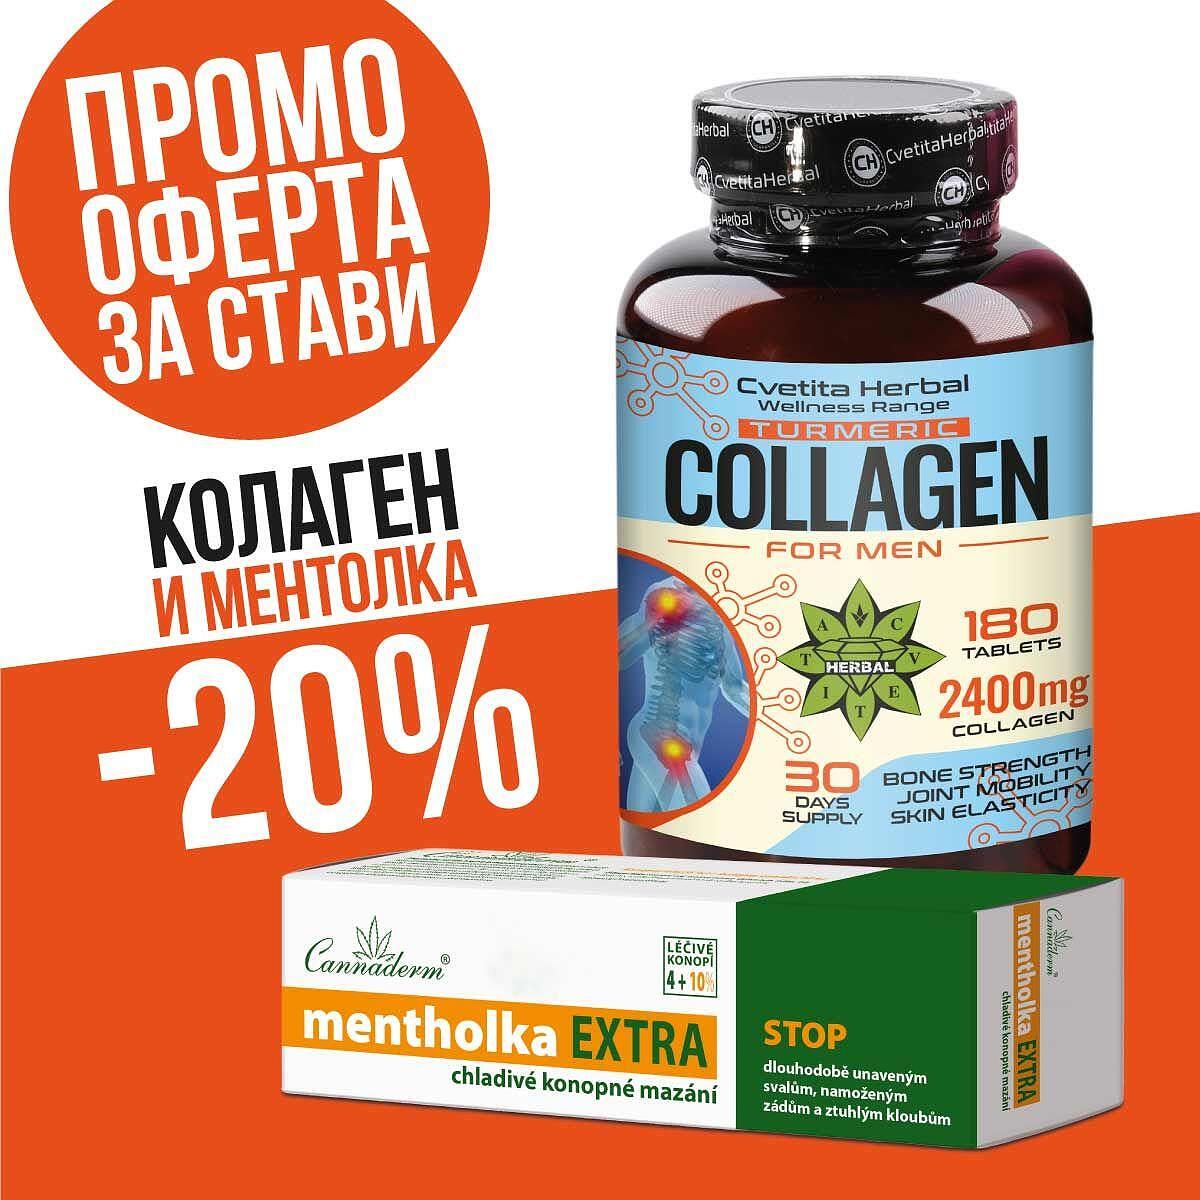 ПРОМО
ОФЕРТА
ЗА СТАВИ
КОЛАГЕН
И МЕНТОЛКА
-20%
CvetitaHerbal
CH
CvetitaHerbal
Cvetita Herbal
Wellness Range
TURMERIC
COLLAGEN
FOR MEN
180
TABLETS
2400mg
COLLAGEN
A C
T HERBAL V
I E
T
30
DAYS
SUPPLY
BONE STRENGTH
JOINT MOBILITY
SKIN ELASTICITY
Cannaderm®
LÉČIVÉ
KONOPÍ
4+10%
mentholka EXTRA
chladivé konopné mazání
STOP
dlouhodobě unaveným
svalům, namoženým
zádům a ztuhlým kloubům
Cannaderm
mentholka EXTRA
chladivé konopné mazání